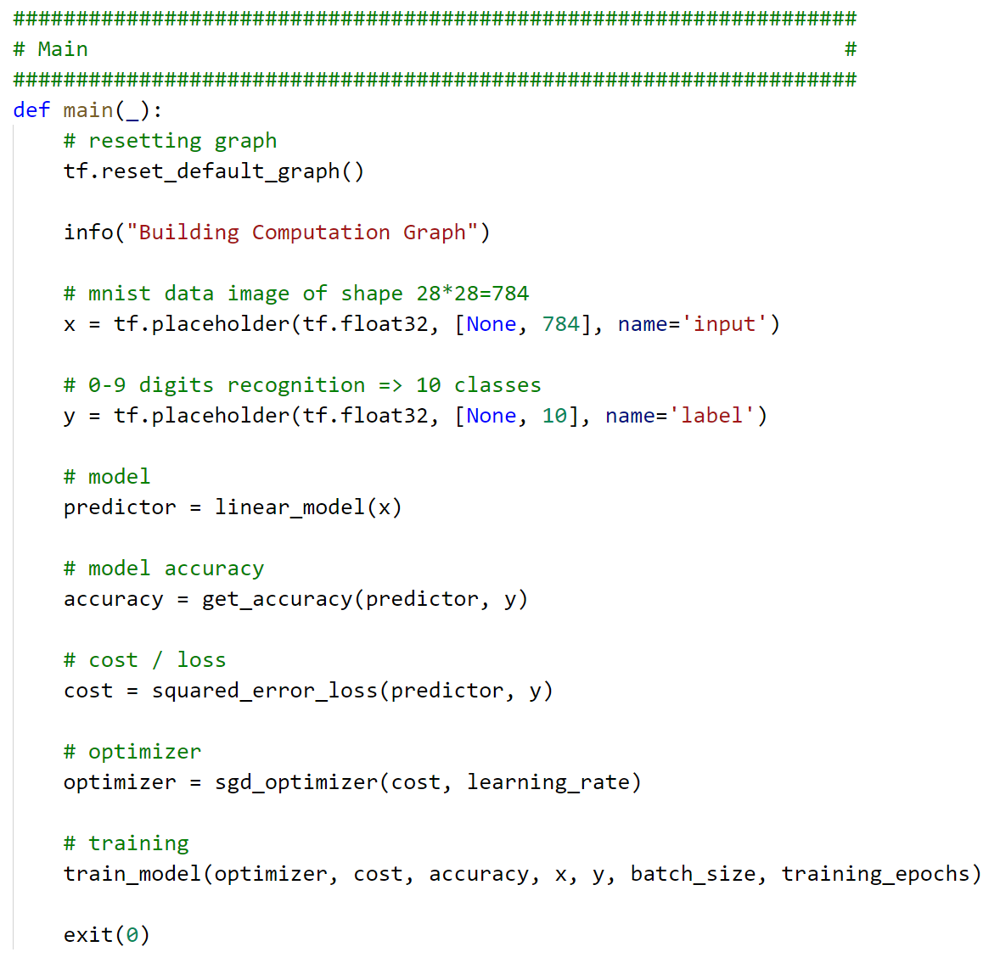 ###################################################################
# Main                                                            #
###################################################################
def main(_):
    # resetting graph
    tf.reset_default_graph()

    info("Building Computation Graph")

    # mnist data image of shape 28*28=784
    x = tf.placeholder(tf.float32, [None, 784], name='input')

    # 0-9 digits recognition => 10 classes
    y = tf.placeholder(tf.float32, [None, 10], name='label')

    # model
    predictor = linear_model(x)

    # model accuracy
    accuracy = get_accuracy(predictor, y)

    # cost / loss
    cost = squared_error_loss(predictor, y)

    # optimizer
    optimizer = sgd_optimizer(cost, learning_rate)

    # training
    train_model(optimizer, cost, accuracy, x, y, batch_size, training_epochs)

    exit(0)